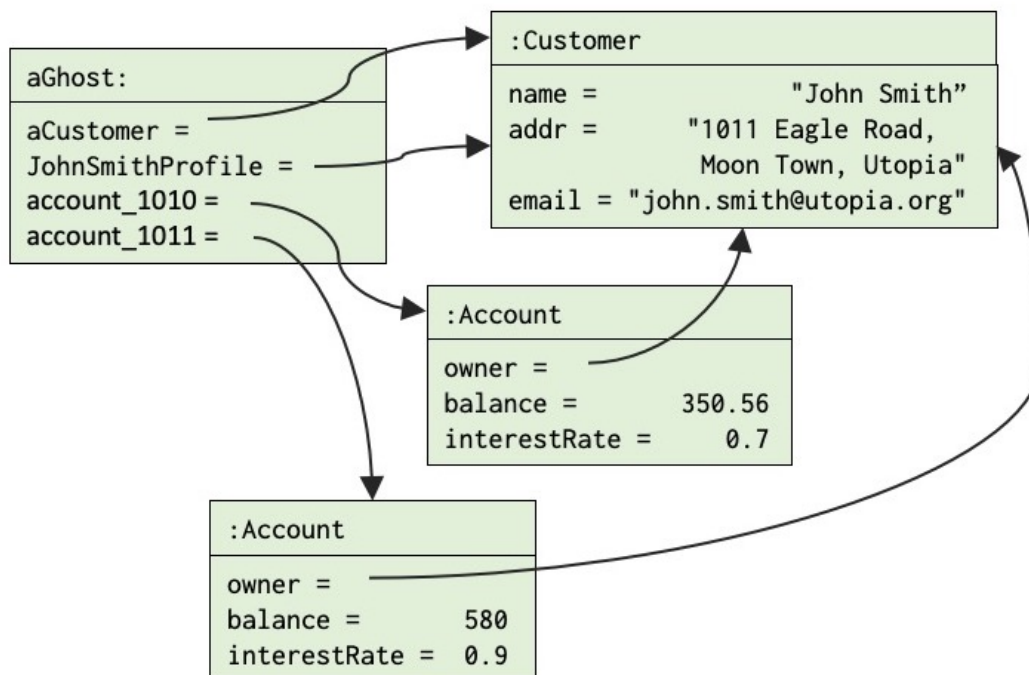 aGhost:
aCustomer =
JohnSmithProfile =
account_1010 =
account_1011 =
:Customer
name = "John Smith”
addr = "1011 Eagle Road,
Moon Town, Utopia"
email = "john.smith@utopia.org"
:Account
owner =
balance = 350.56
interestRate = 0.7
:Account
owner =
balance = 580
interestRate = 0.9